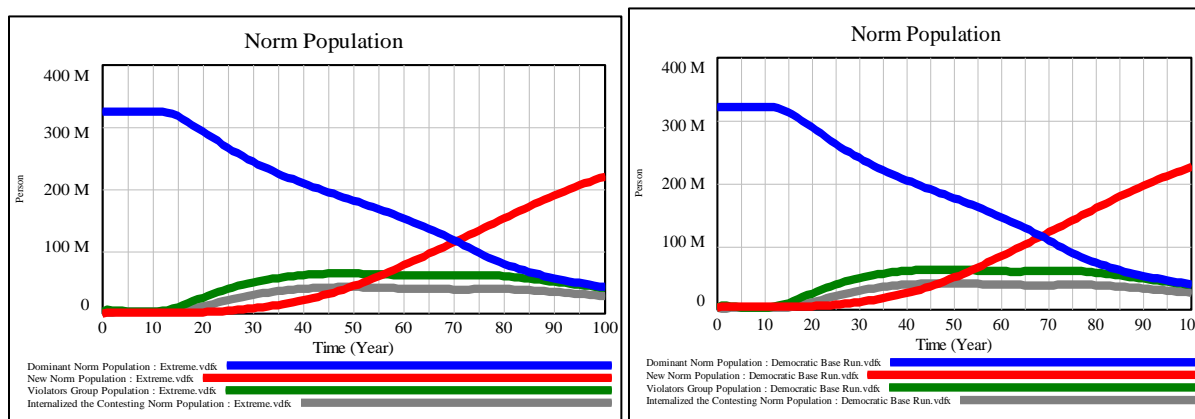 Norm Population
400 M
300 M
200 M
100 M
0
Person
0 10 20 30 40 50 60 70 80 90 100
Time (Year)
Dominant Norm Population : Extreme.vdfx
New Norm Population : Extreme.vdfx
Violators Group Population : Extreme.vdfx
Internalized the Contesting Norm Population : Extreme.vdfx
Norm Population
400 M
300 M
200 M
100 M
0
Person
0 10 20 30 40 50 60 70 80 90 100
Time (Year)
Dominant Norm Population : Democratic Base Run.vdfx
New Norm Population : Democratic Base Run.vdfx
Violators Group Population : Democratic Base Run.vdfx
Internalized the Contesting Norm Population : Democratic Base Run.vdfx